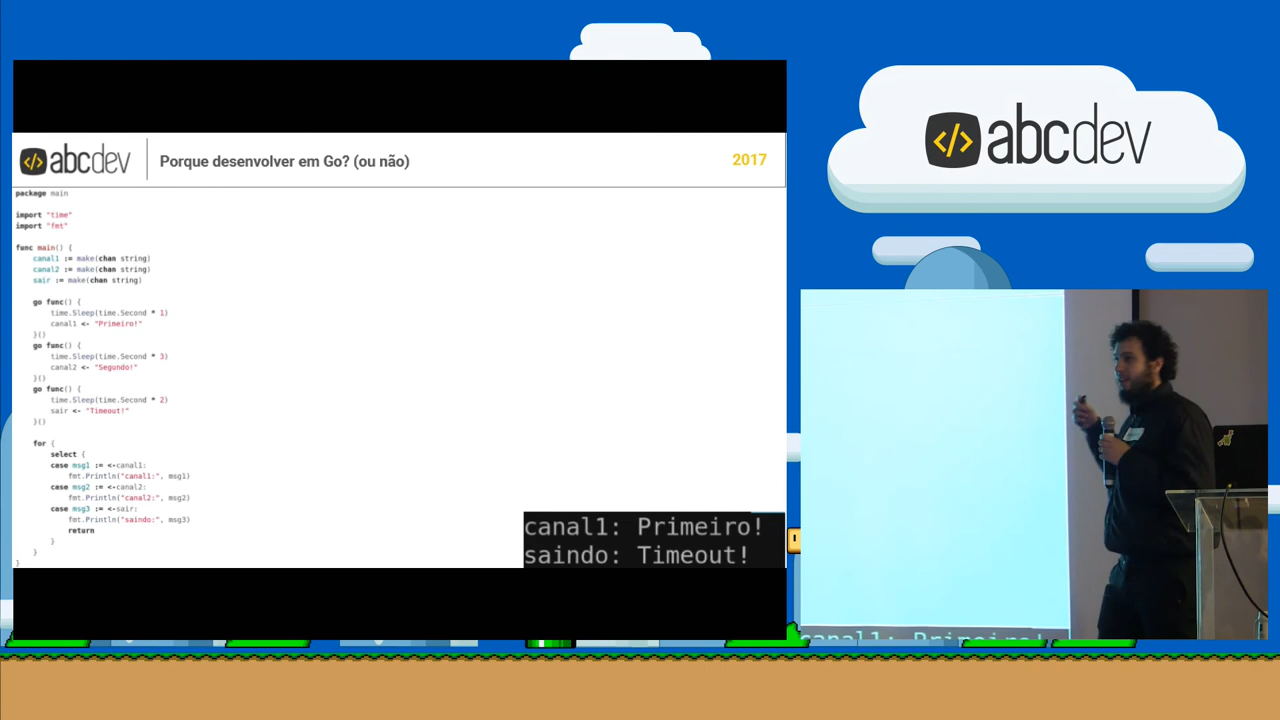 </> abcdev
Porque desenvolver em Go? (ou não)
2017
package main
import "time"
import "fmt"
func main() {
canal1 := make(chan string)
canal2 := make(chan string)
sair := make(chan string)
go func() {
time.Sleep(time.Second * 1)
canal1 <- "Primeiro!"
}()
go func() {
time.Sleep(time.Second * 3)
canal2 <- "Segundo!"
}()
go func() {
time.Sleep(time.Second * 2)
sair <- "Timeout!"
}()
for {
select {
case msg1 := <-canal1:
fmt.Println("canal1:", msg1)
case msg2 := <-canal2:
fmt.Println("canal2:", msg2)
case msg3 := <-sair:
fmt.Println("saindo:", msg3)
return
}
}
}
canal1: Primeiro!
saindo: Timeout!
</> abcdev
canal1: Primeiro!